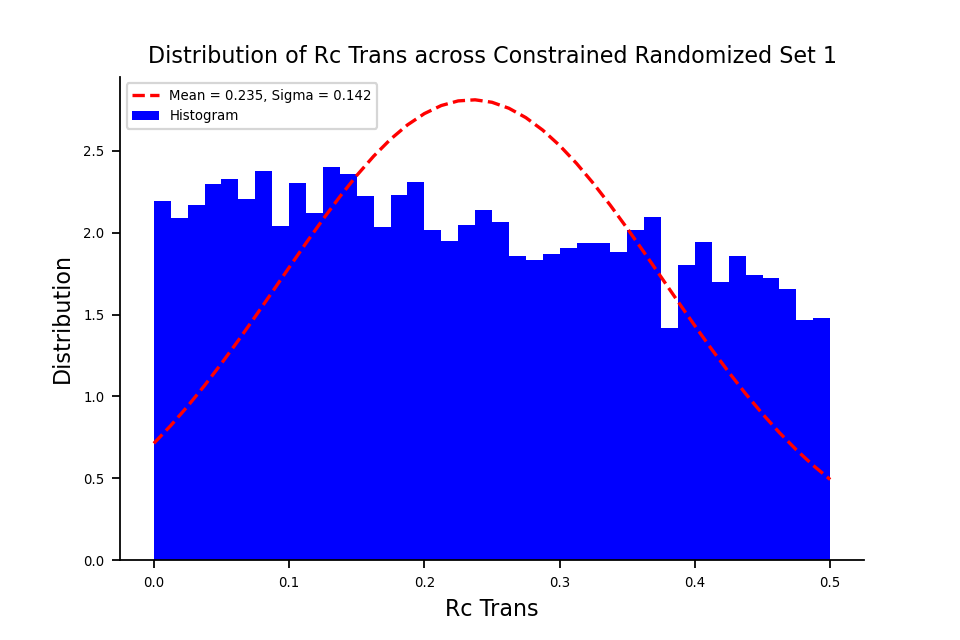 Distribution of Rc Trans across Constrained Randomized Set 1
Mean = 0.235, Sigma = 0.142
Histogram
Distribution
2.5
2.0
1.5
1.0
0.5
0.0
0.0 0.1 0.2 0.3 0.4 0.5
Rc Trans